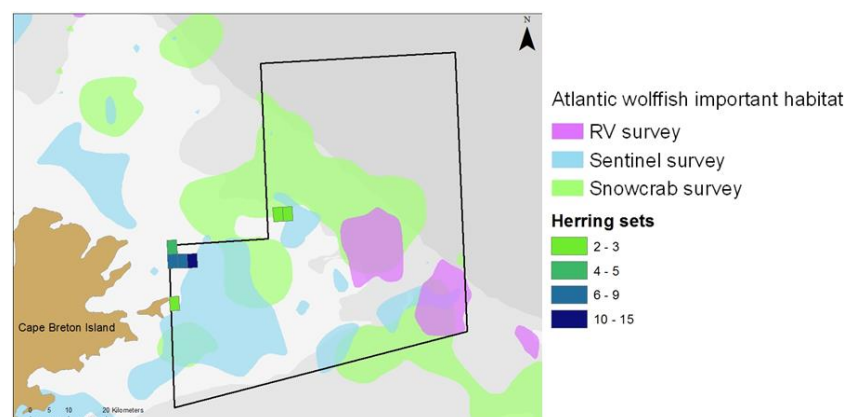 N
Cape Breton Island
0 5 10 20 Kilometers
Atlantic wolffish important habitat
RV survey
Sentinel survey
Snowcrab survey
Herring sets
2 - 3
4 - 5
6 - 9
10 - 15